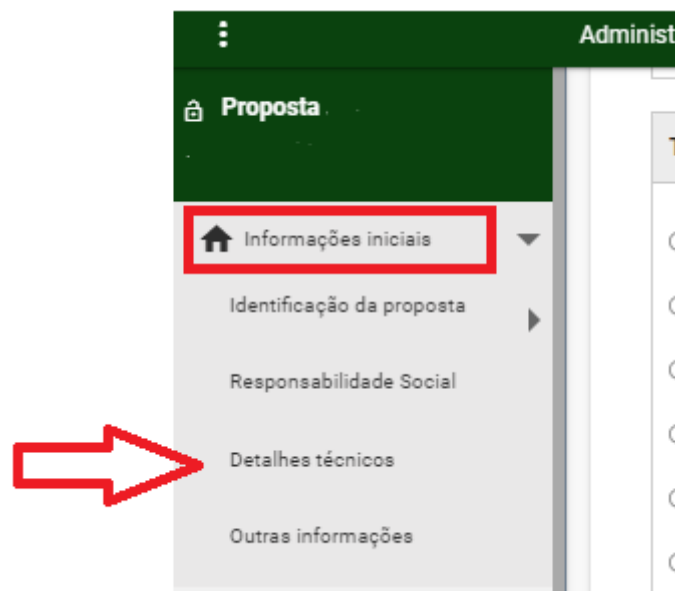 Administ
Proposta
Informações iniciais
Identificação da proposta
Responsabilidade Social
Detalhes técnicos
Outras informações